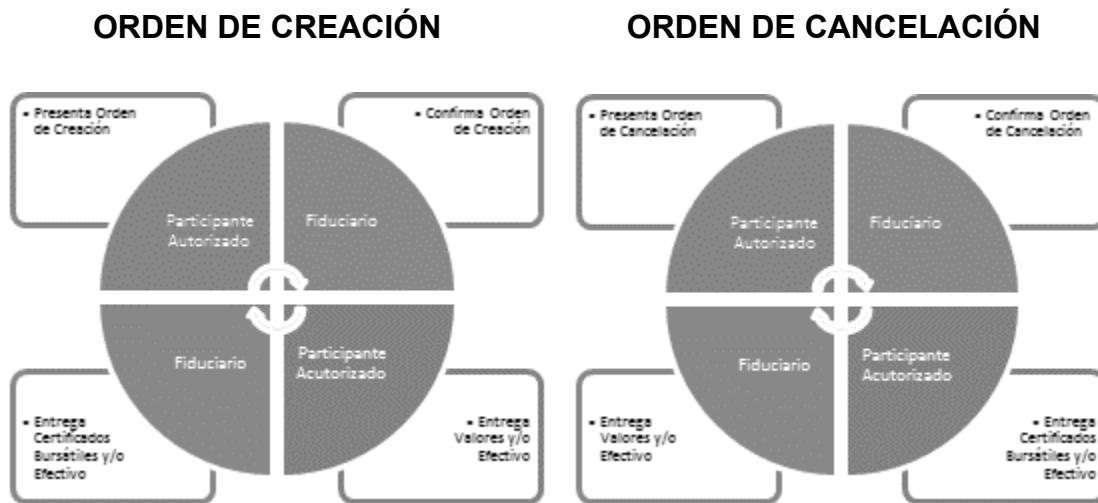 ORDEN DE CREACIÓN
• Presenta Orden
de Creación
• Confirma Orden
de Creación
Participante
Autorizado
Fiduciario
Fiduciario
Participante
Acutorizado
• Entrega
Certificados
Bursátiles y/o
Efectivo
• Entrega
Valores y/o
Efectivo
ORDEN DE CANCELACIÓN
• Presenta Orden
de Cancelación
• Confirma Orden
de Cancelación
Participante
Autorizado
Fiduciario
Fiduciario
Participante
Acutorizado
• Entrega
Valores y/o
Efectivo
• Entrega
Certificados
Bursátiles y/o
Efectivo